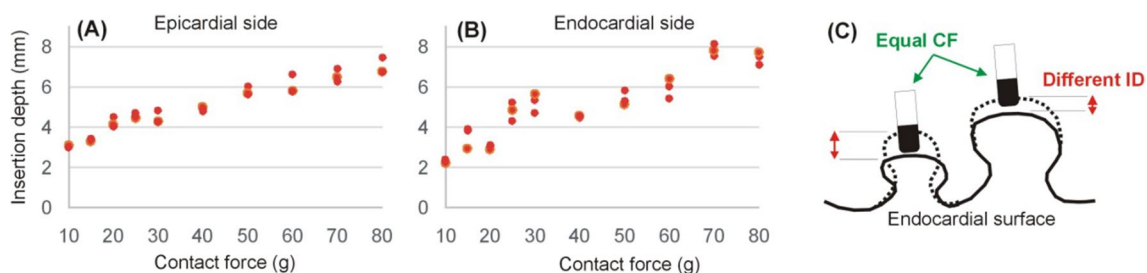 (A) Epicardial side
Insertion depth (mm)
8
6
4
2
0
10 20 25 30 40 50 60 70 80
Contact force (g)
(B) Endocardial side
8
6
4
2
0
10 20 25 30 40 50 60 70 80
Contact force (g)
(C)
Equal CF
Different ID
Endocardial surface